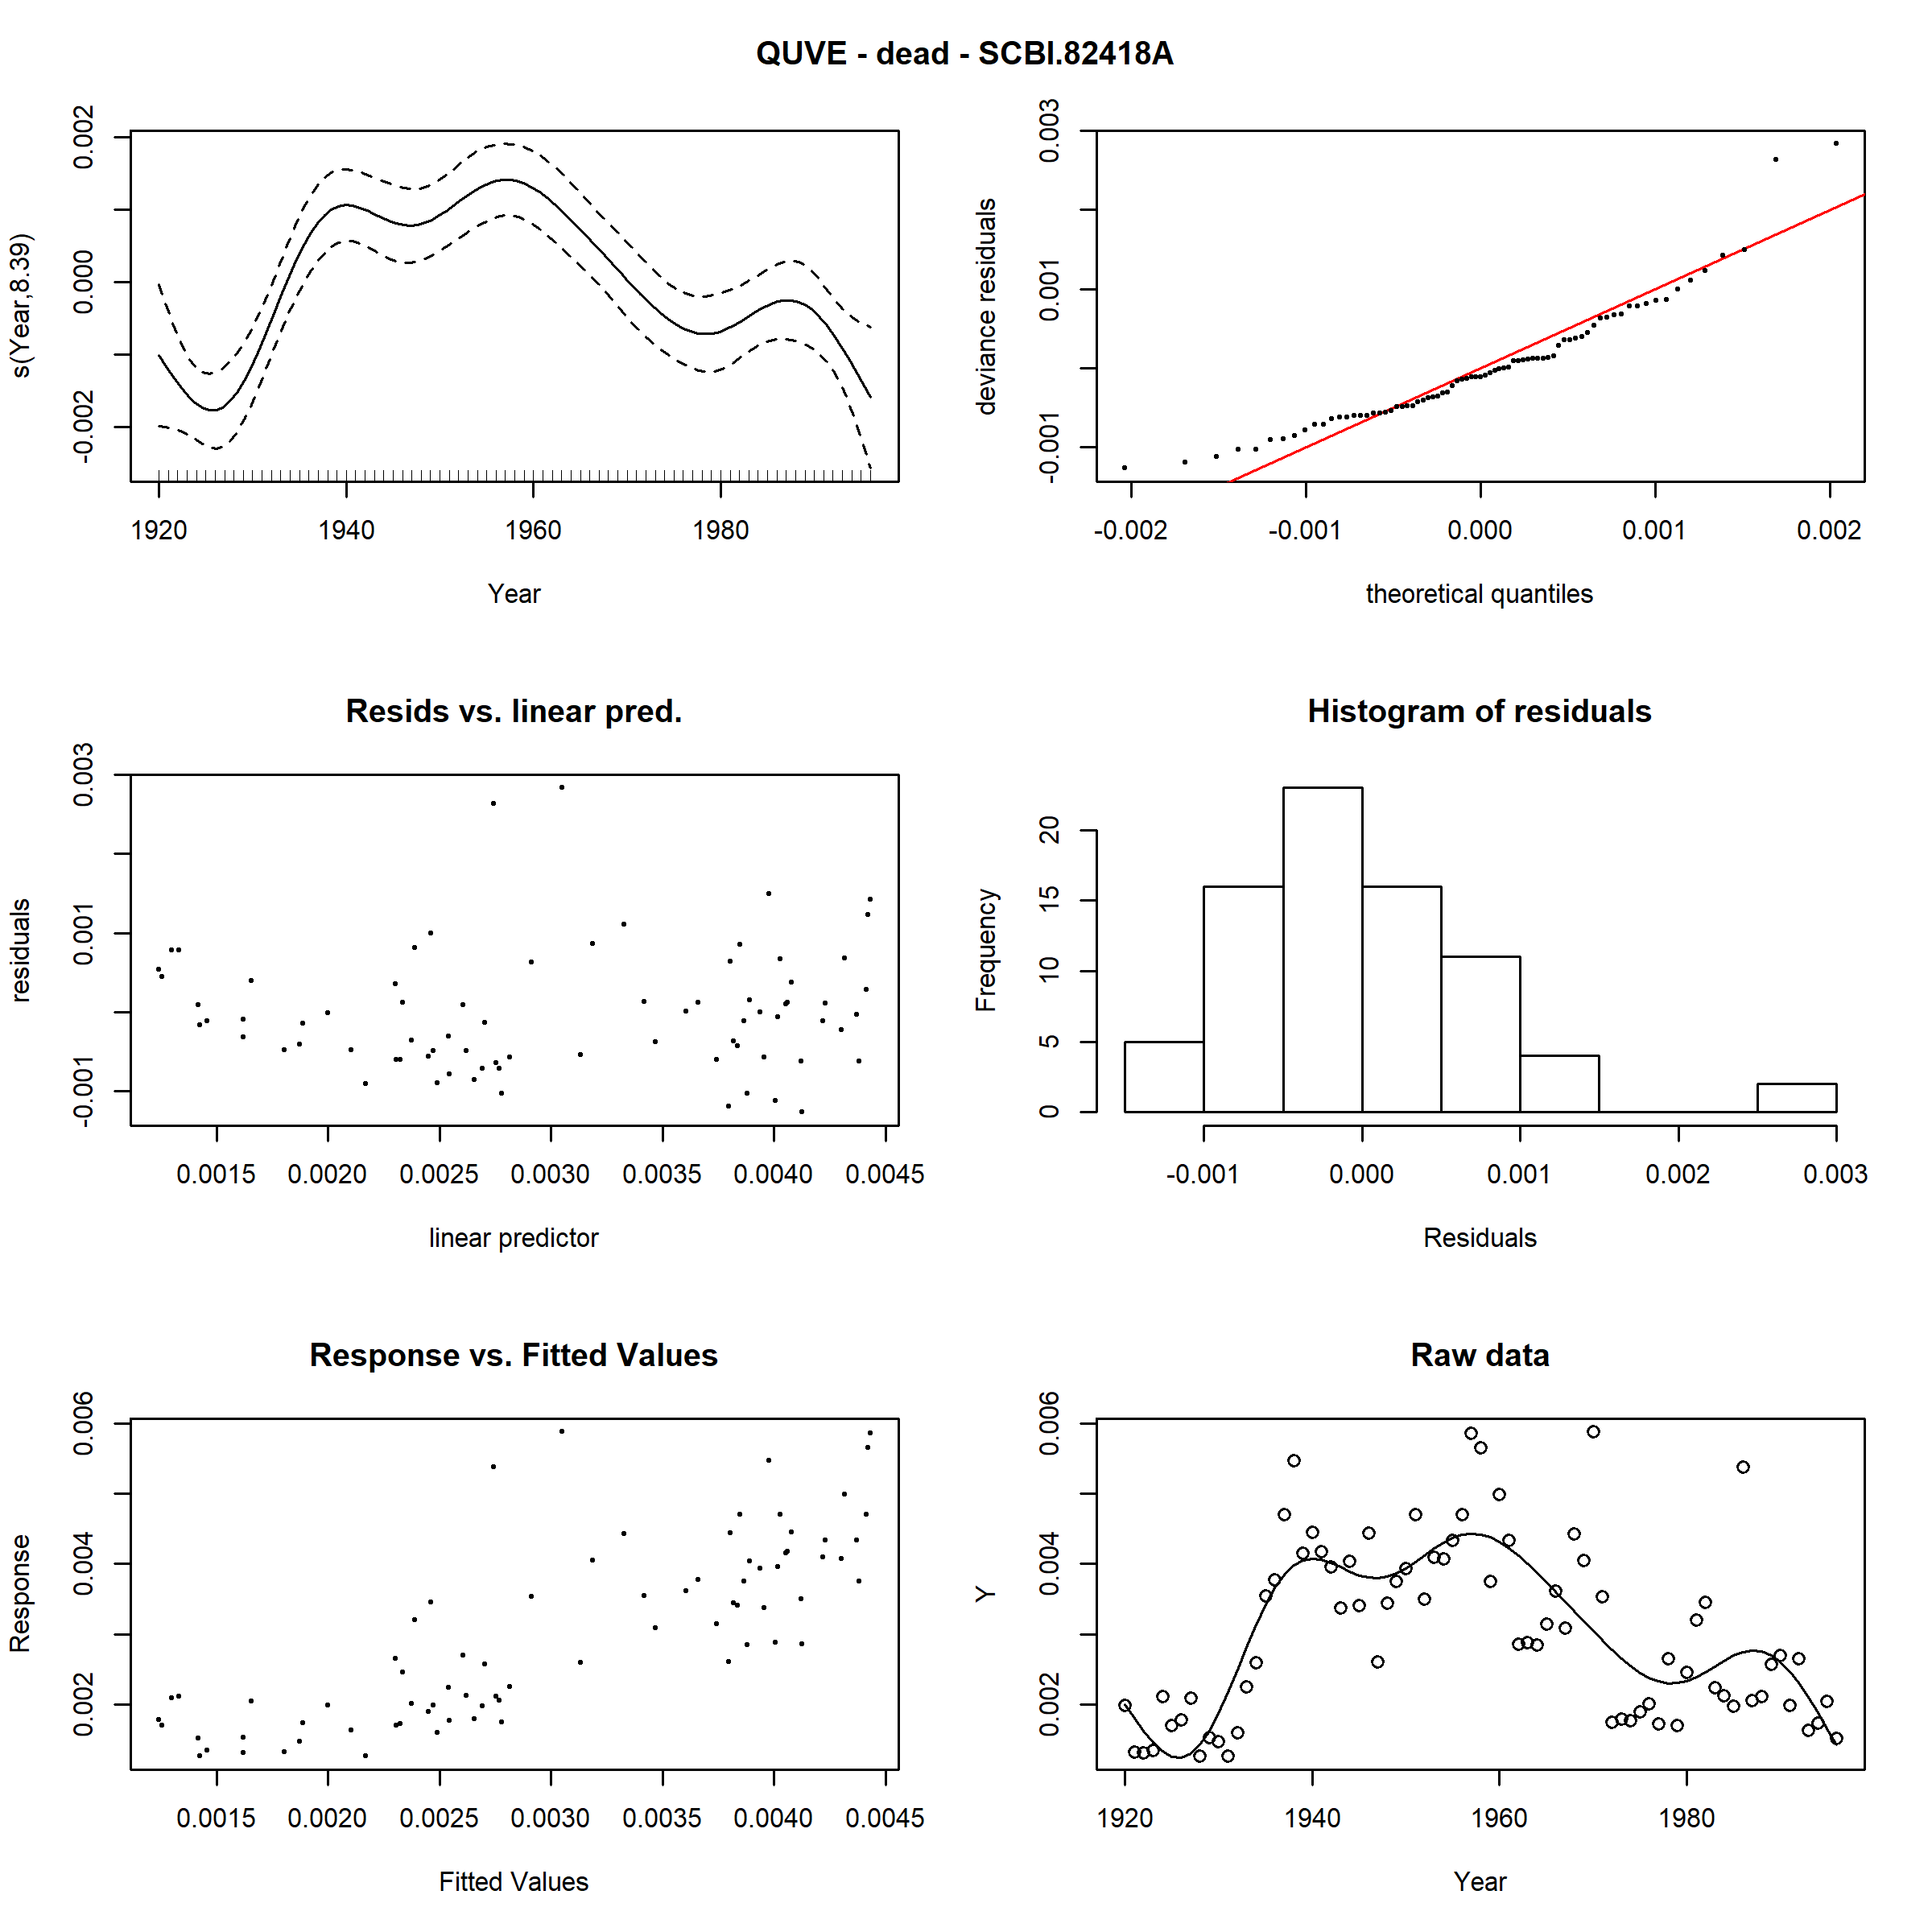 QUVE - dead - SCBI.82418A
s(Year,8.39)
-0.002 0.000 0.002
1920 1940 1960 1980
Year
deviance residuals
-0.001 0.001 0.003
-0.002 -0.001 0.000 0.001 0.002
theoretical quantiles
Resids vs. linear pred.
residuals
-0.001 0.001 0.003
0.0015 0.0020 0.0025 0.0030 0.0035 0.0040 0.0045
linear predictor
Histogram of residuals
Frequency
0 5 10 15 20
-0.001 0.000 0.001 0.002 0.003
Residuals
Response vs. Fitted Values
Response
0.002 0.004 0.006
0.0015 0.0020 0.0025 0.0030 0.0035 0.0040 0.0045
Fitted Values
Raw data
Y
0.002 0.004 0.006
1920 1940 1960 1980
Year